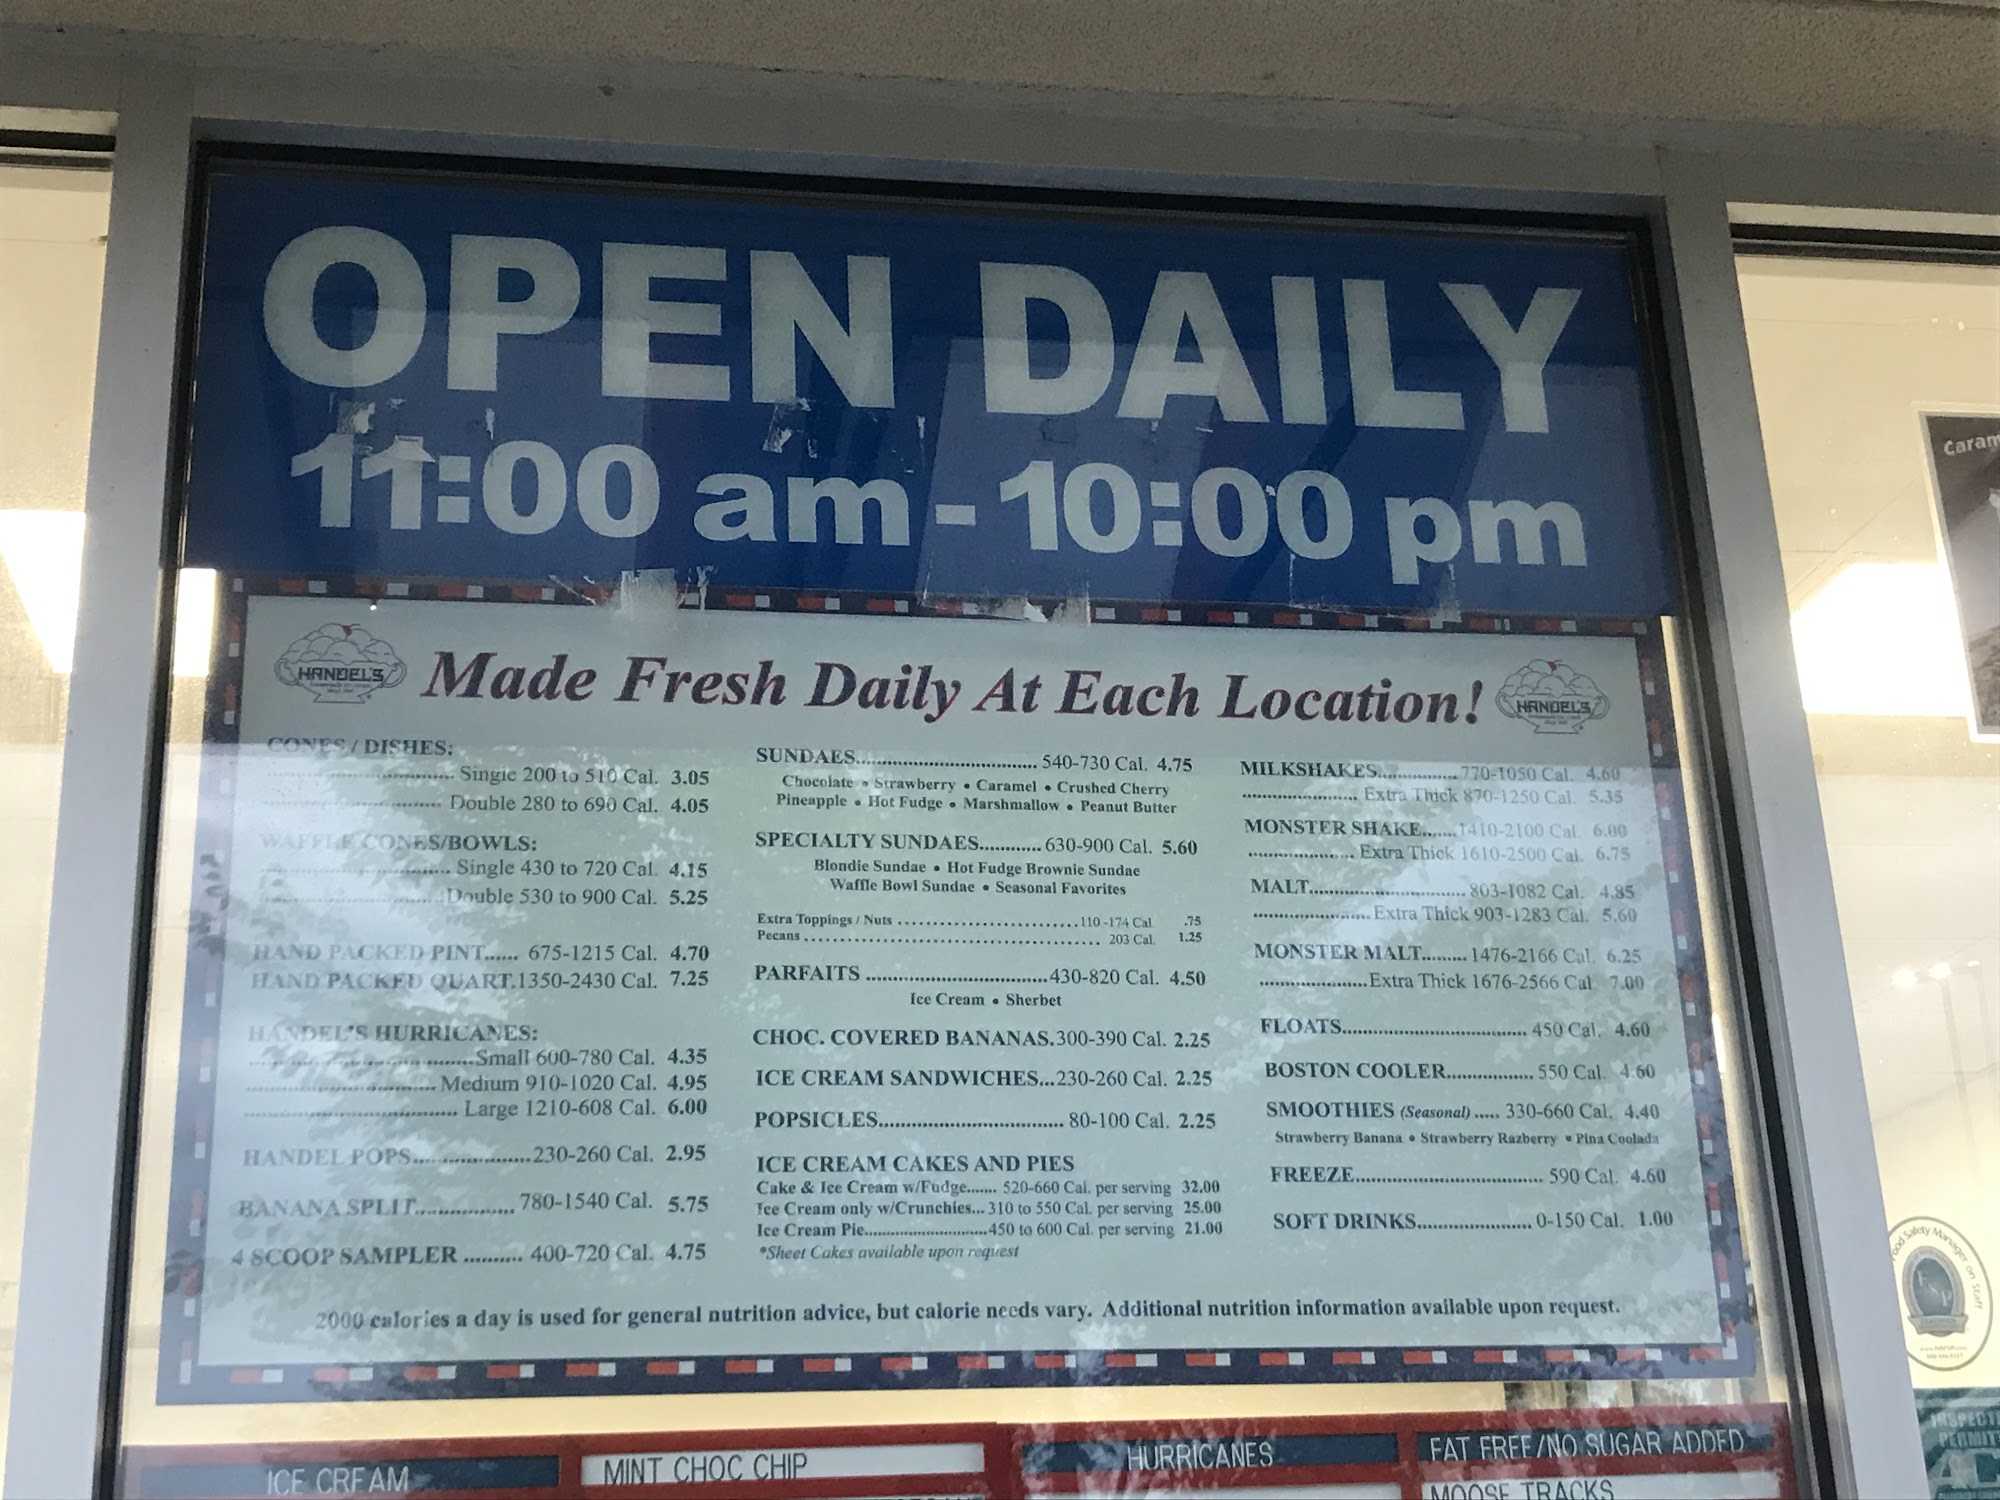 OPEN DAILY
11:00 am - 10:00 pm
HANDEL'S
Made Fresh Daily At Each Location!
HANDEL'S
CONES / DISHES:
Single 200 to 510 Cal. 3.05
Double 280 to 690 Cal. 4.05
WAFFLE CONES/BOWLS:
Single 430 to 720 Cal. 4.15
Double 530 to 900 Cal. 5.25
HAND PACKED PINT...... 675-1215 Cal. 4.70
HAND PACKED QUART.1350-2430 Cal. 7.25
HANDEL'S HURRICANES:
Small 600-780 Cal. 4.35
Medium 910-1020 Cal. 4.95
Large 1210-608 Cal. 6.00
HANDEL POPS....................230-260 Cal. 2.95
BANANA SPLIT.................780-1540 Cal. 5.75
4 SCOOP SAMPLER .......... 400-720 Cal. 4.75
SUNDAES.................................... 540-730 Cal. 4.75
Chocolate • Strawberry • Caramel • Crushed Cherry
Pineapple • Hot Fudge • Marshmallow • Peanut Butter
SPECIALTY SUNDAES............ 630-900 Cal. 5.60
Blondie Sundae • Hot Fudge Brownie Sundae
Waffle Bowl Sundae • Seasonal Favorites
Extra Toppings / Nuts ............................110-174 Cal. .75
Pecans .............................................. 203 Cal. 1.25
PARFAITS ...................................430-820 Cal. 4.50
Ice Cream • Sherbet
CHOC. COVERED BANANAS.300-390 Cal. 2.25
ICE CREAM SANDWICHES...230-260 Cal. 2.25
POPSICLES..................................... 80-100 Cal. 2.25
ICE CREAM CAKES AND PIES
Cake & Ice Cream w/Fudge....... 520-660 Cal. per serving 32.00
Ice Cream only w/Crunchies... 310 to 550 Cal. per serving 25.00
Ice Cream Pie..............................450 to 600 Cal. per serving 21.00
*Sheet Cakes available upon request
MILKSHAKES................770-1050 Cal. 4.60
Extra Thick 870-1250 Cal. 5.35
MONSTER SHAKE.......1410-2100 Cal. 6.00
Extra Thick 1610-2500 Cal. 6.75
MALT............................... 803-1082 Cal. 4.85
Extra Thick 903-1283 Cal. 5.60
MONSTER MALT......... 1476-2166 Cal. 6.25
Extra Thick 1676-2566 Cal. 7.00
FLOATS..................................... 450 Cal. 4.60
BOSTON COOLER................. 550 Cal. 4.60
SMOOTHIES (Seasonal) ..... 330-660 Cal. 4.40
Strawberry Banana • Strawberry Razberry • Pina Coolada
FREEZE..................................... 590 Cal. 4.60
SOFT DRINKS....................... 0-150 Cal. 1.00
2000 calories a day is used for general nutrition advice, but calorie needs vary. Additional nutrition information available upon request.
ICE CREAM
MINT CHOC CHIP
HURRICANES
FAT FREE/NO SUGAR ADDED
MOOSE TRACKS
Food Safety Manager on Staff
FSP